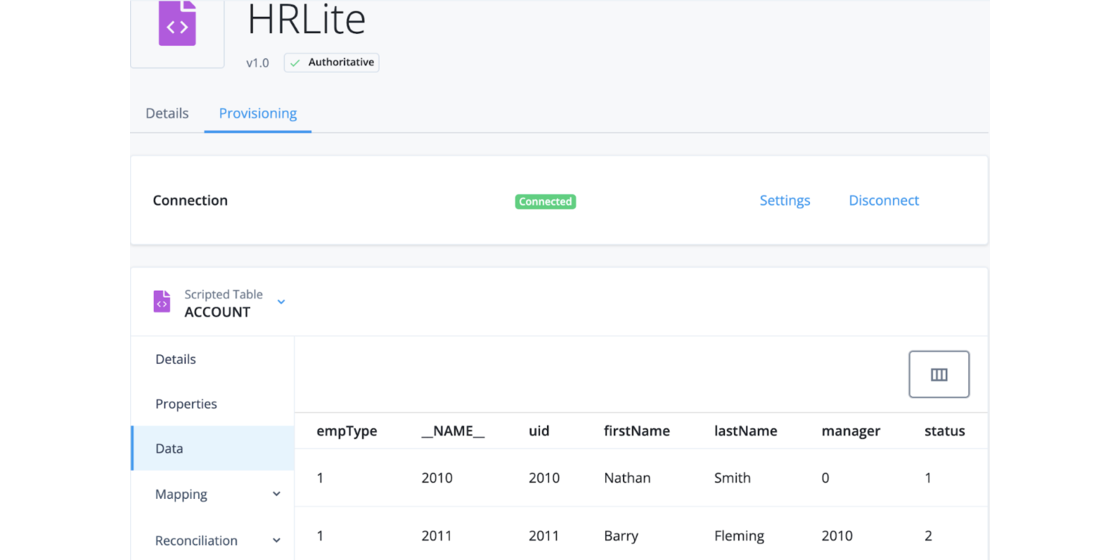 HRLite
v1.0 Authoritative
Details Provisioning
Connection Connected Settings Disconnect
Scripted Table
ACCOUNT
Details
Properties
Data
Mapping
Reconciliation
empType __NAME__ uid firstName lastName manager status
1 2010 2010 Nathan Smith 0 1
1 2011 2011 Barry Fleming 2010 2